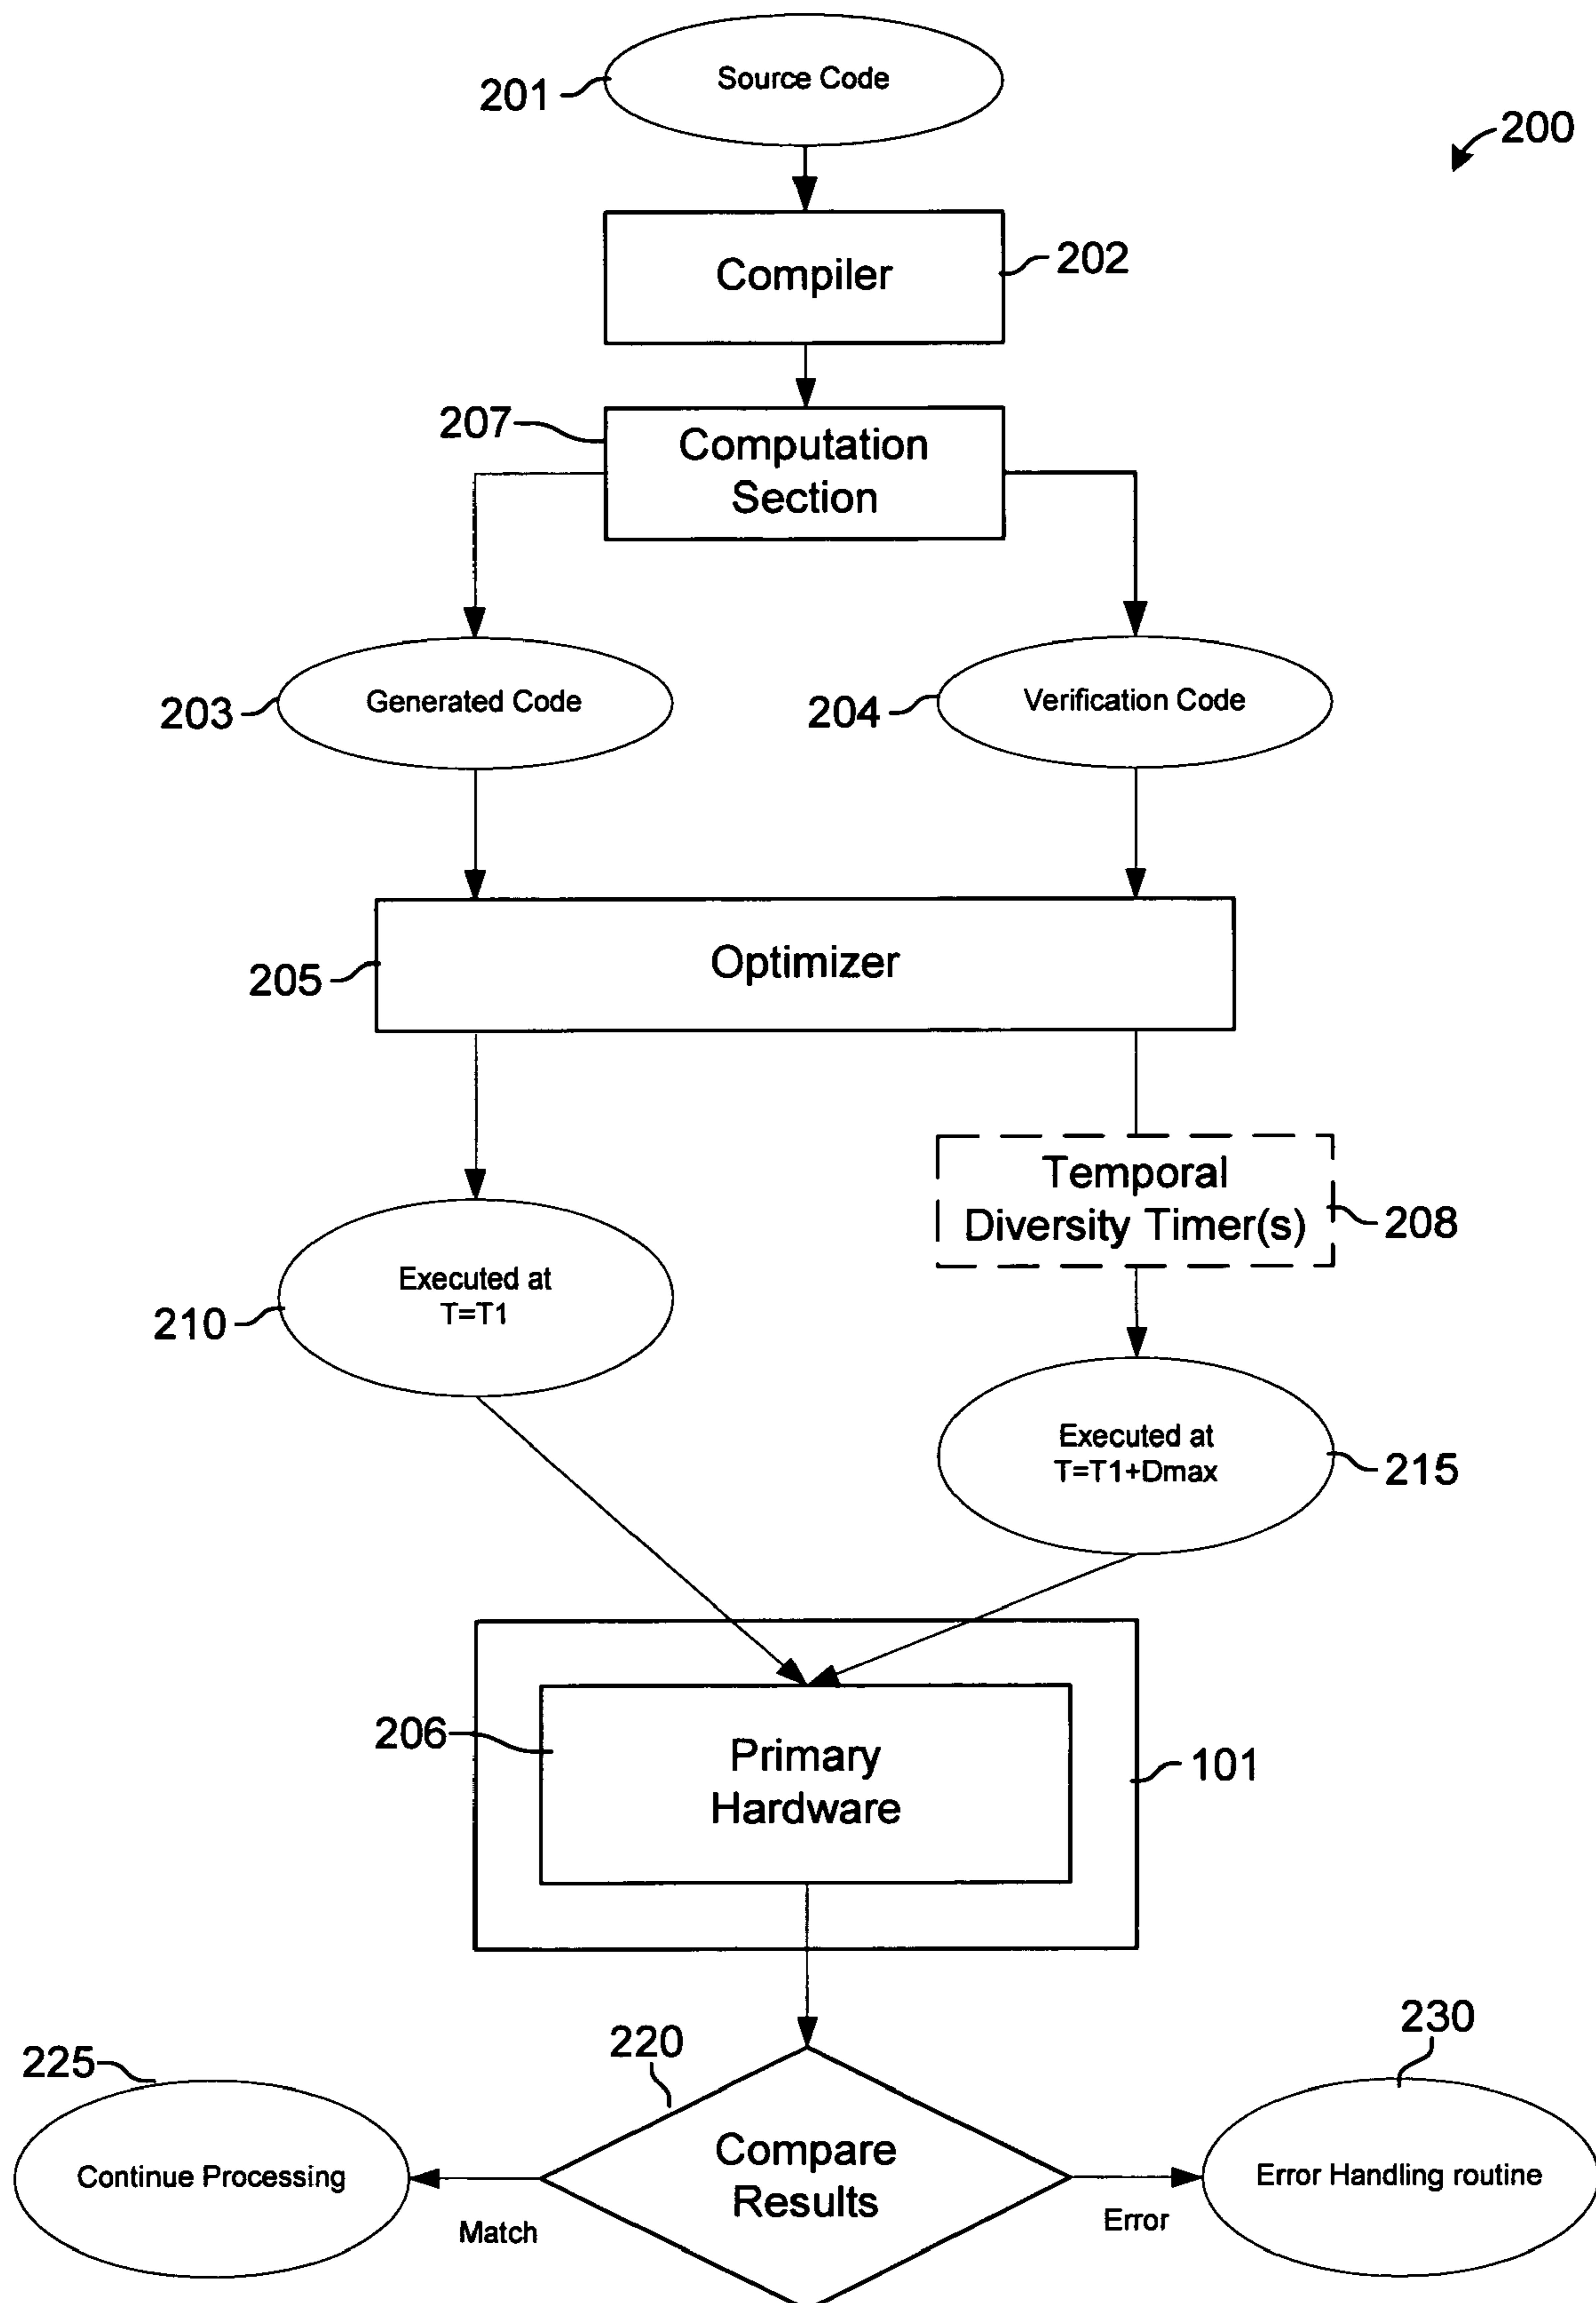 Source Code
201
200
Compiler
202
207
Computation
Section
203
Generated Code
204
Verification Code
205
Optimizer
Temporal
Diversity Timer(s)
208
210
Executed at
T=T1
Executed at
T=T1+Dmax
215
206
Primary
Hardware
101
220
225
230
Continue Processing
Match
Compare
Results
Error
Error Handling routine